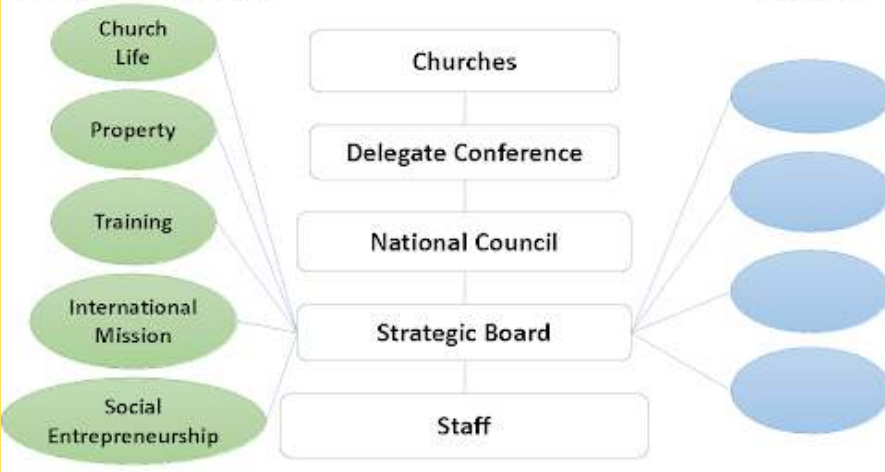 Church
Life
Property
Training
International
Mission
Social
Entrepreneurship
Churches
Delegate Conference
National Council
Strategic Board
Staff